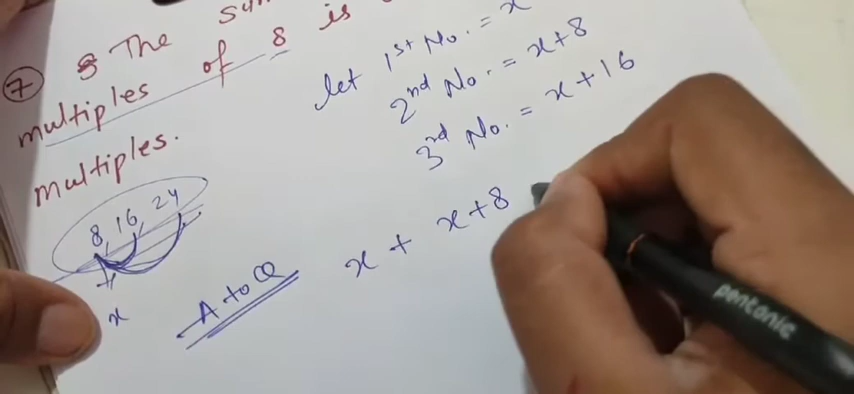 7 The
multiples of 8 is
multiples.
8, 16, 24
x
let 1st No. = x
2nd No. = x+8
3rd No. = x+16
A to Q
x + x+8
pentonic